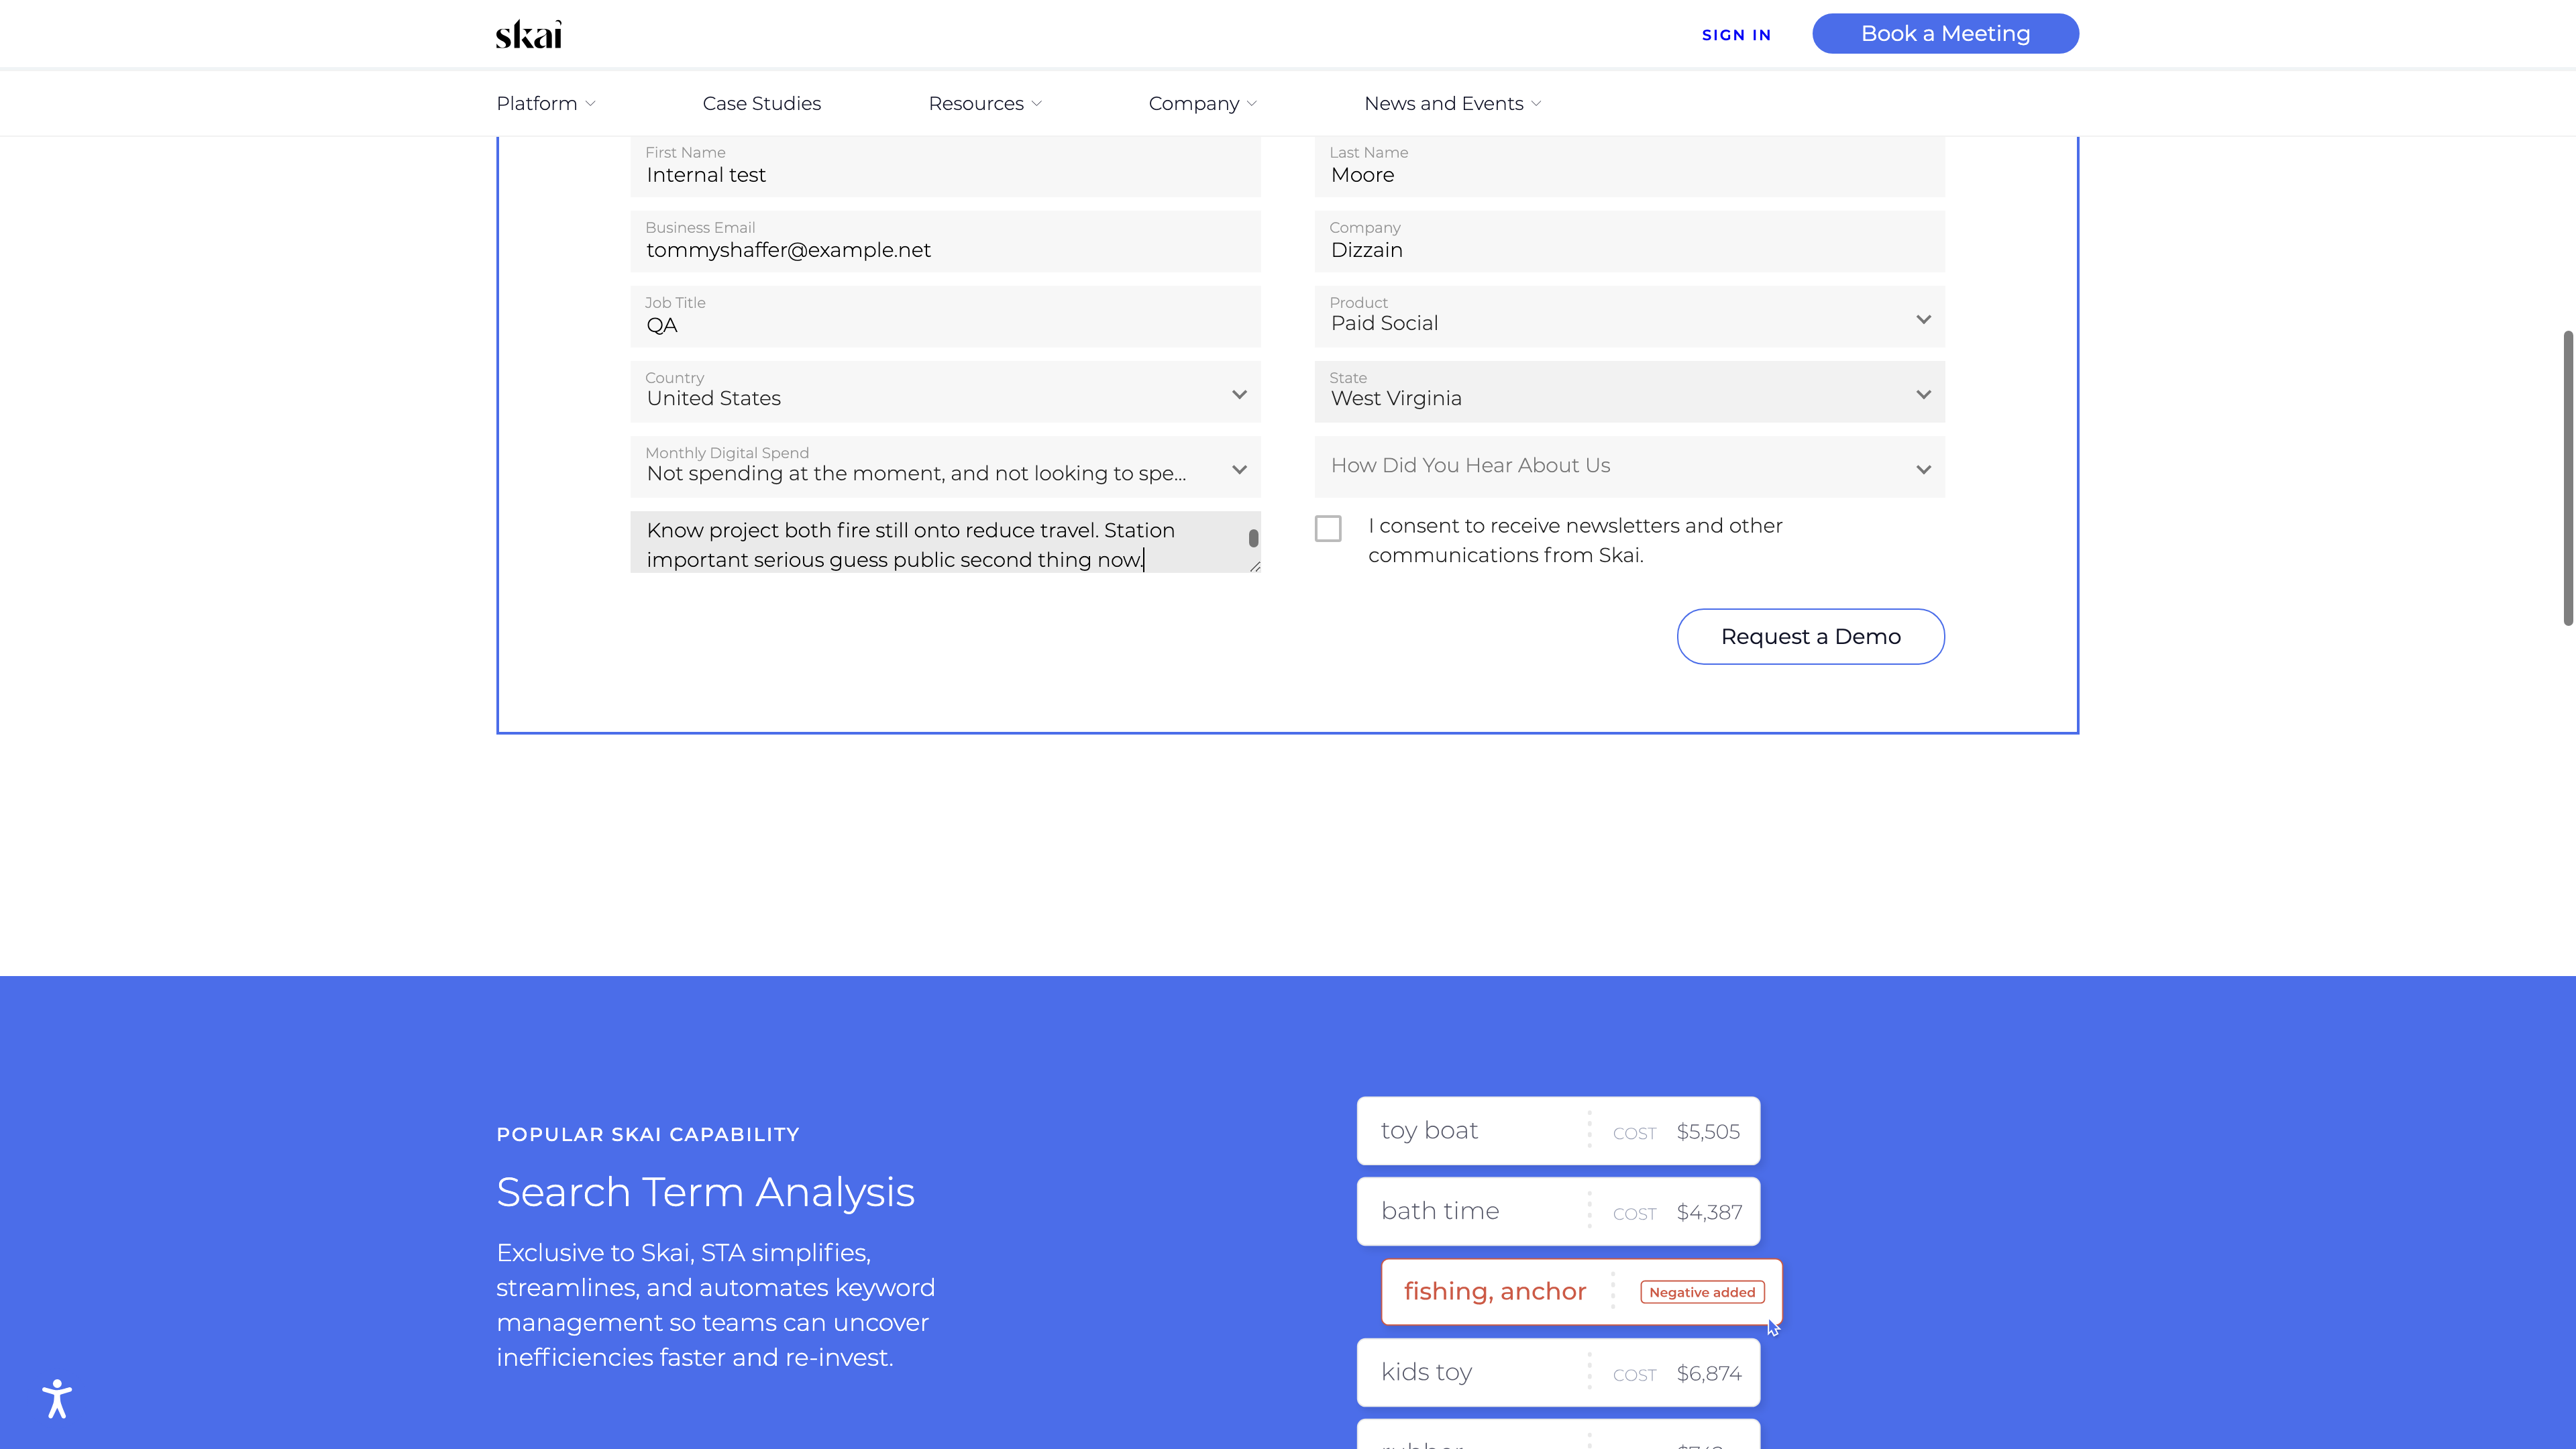 skai
SIGN IN
Book a Meeting
Platform
Case Studies
Resources
Company
News and Events
First Name
Internal test
Last Name
Moore
Business Email
tommyshaffer@example.net
Company
Dizzain
Job Title
QA
Product
Paid Social
Country
United States
State
West Virginia
Monthly Digital Spend
Not spending at the moment, and not looking to spe...
How Did You Hear About Us
Know project both fire still onto reduce travel. Station
important serious guess public second thing now.
I consent to receive newsletters and other
communications from Skai.
Request a Demo
POPULAR SKAI CAPABILITY
Search Term Analysis
Exclusive to Skai, STA simplifies,
streamlines, and automates keyword
management so teams can uncover
inefficiencies faster and re-invest.
toy boat COST $5,505
bath time COST $4,387
fishing, anchor Negative added
kids toy COST $6,874